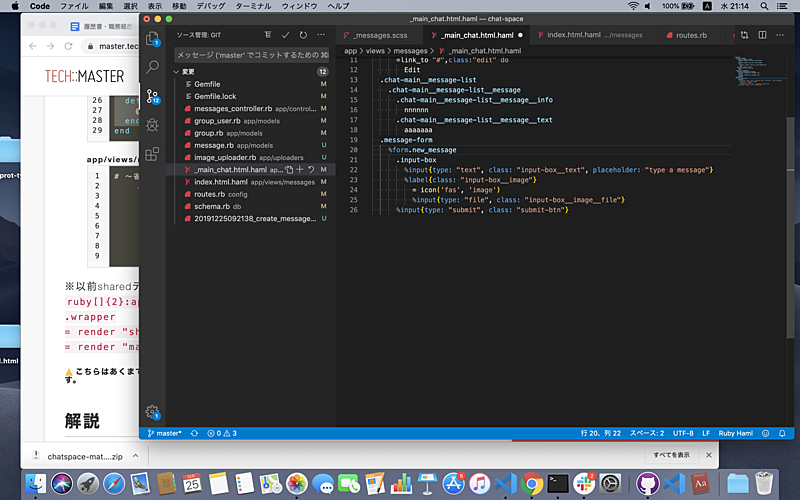 Code ファイル 編集 選択 表示 移動 デバッグ ターミナル ウィンドウ ヘルプ 100% A 水 21:14
履歴書・職務経歴
master.tec
TECH::MASTER
26 def
27
28 end
29 end
app/views/m
1 # ～省
2
3
4
5
6
7
8
9
※以前sharedデ
ruby[]{2}:ap
.wrapper
= render "sh
= render "ma
こちらはあくまで
す。
解説
chatspace-mat....zip
すべてを表示
prot-ty
l.html
_main_chat.html.haml — chat-space
ソース管理: GIT
メッセージ ('master' でコミットするための ⌘
変更 12
Gemfile M
Gemfile.lock M
messages_controller.rb app/control... M
group_user.rb app/models M
group.rb app/models M
message.rb app/models U
image_uploader.rb app/uploaders U
_main_chat.html.haml ap... M
index.html.haml app/views/messages M
routes.rb config M
schema.rb db M
20191225092138_create_message... U
_messages.scss
_main_chat.html.haml
index.html.haml .../messages
routes.rb
app › views › messages › _main_chat.html.haml
11 =link_to "#",class:"edit" do
12 Edit
13 .chat-main__message-list
14 .chat-main__message-list__message
15 .chat-main__message-list__message__info
16 nnnnnn
17 .chat-main__message-list__message__text
18 aaaaaaa
19 .message-form
20 %form.new_message
21 .input-box
22 %input{type: "text", class: "input-box__text", placeholder: "type a message"}
23 %label{class: "input-box__image"}
24 = icon('fas', 'image')
25 %input{type: "file", class: "input-box__image__file"}
26 %input{type: "submit", class: "submit-btn"}
master* 0 3 行 20、列 22 スペース: 2 UTF-8 LF Ruby Haml